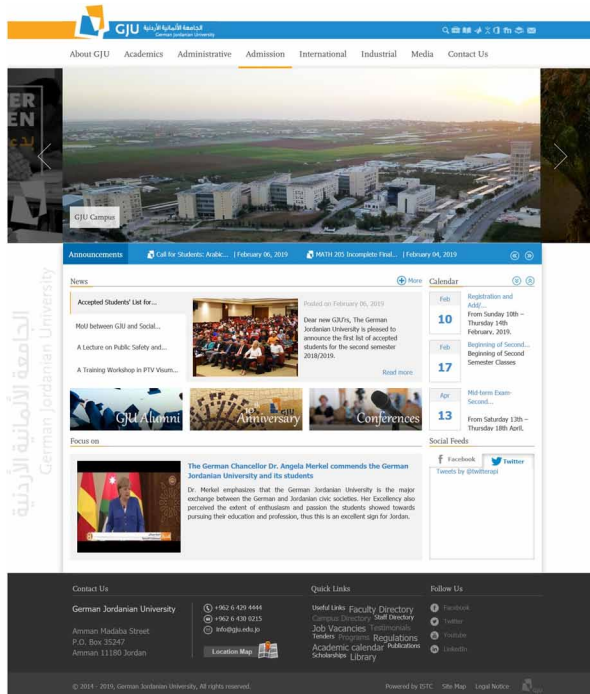 GJU الجامعة الألمانية الأردنية
German Jordanian University
About GJU Academics Administrative Admission International Industrial Media Contact Us
GJU Campus
Announcements Call for Students: Arabic... | February 06, 2019 MATH 205 Incomplete Final... | February 04, 2019
الجامعة الألمانية الأردنية
German Jordanian University
News
More
Accepted Students' List for...
MoU between GJU and Social...
A Lecture on Public Safety and...
A Training Workshop in PTV Visum...
Posted on February 06, 2019
Dear new GJU'rs, The German
Jordanian University is pleased to
announce the first list of accepted
students for the second semester
2018/2019.
Read more
Calendar
Feb
10
Registration and
Add/...
From Sunday 10th –
Thursday 14th
February, 2019.
Feb
17
Beginning of Second...
Beginning of Second
Semester Classes
Apr
13
Mid-term Exam-
Second...
From Saturday 13th –
Thursday 18th April,
GJU Alumni
Anniversary
Conferences
Focus on
The German Chancellor Dr. Angela Merkel commends the German
Jordanian University and its students
Dr. Merkel emphasizes that the German Jordanian University is the major
exchange between the German and Jordanian civic societies. Her Excellency also
perceived the extent of enthusiasm and passion the students showed towards
pursuing their education and profession, thus this is an excellent sign for Jordan.
Social Feeds
Facebook Twitter
Tweets by @twitterapi
Contact Us
German Jordanian University
Amman Madaba Street
P.O. Box 35247
Amman 11180 Jordan
+962 6 429 4444
+962 6 430 0215
info@gju.edu.jo
Location Map
Quick Links
Useful Links Faculty Directory
Campus Directory Staff Directory
Job Vacancies Testimonials
Tenders Programs Regulations
Academic calendar Publications
Scholarships Library
Follow Us
Facebook
Twitter
Youtube
LinkedIn
© 2014 - 2019, German Jordanian University, All rights reserved.
Powered by ISTC Site Map Legal Notice